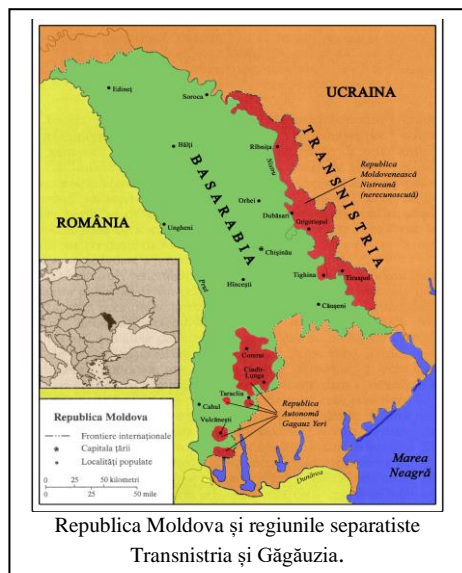 UCRAINA
Edineț
Soroca
TRANSNISTRIA
Bălți
Rîbnița
Nistru
Republica
Moldovenească
Nistreană
(nerecunoscută)
BASARABIA
Orhei
Dubăsari
Grigoriopol
ROMÂNIA
Ungheni
Chișinău
Tighina
Tiraspol
Hîncești
Prut
Căușeni
Comrat
Ciadîr-
Lunga
Taraclia
Republica
Autonomă
Gagauz Yeri
Cahul
Vulcănești
Marea
Neagră
Dunărea
Republica Moldova
Frontiere internaționale
Capitala țării
Localități populate
0 50 kilometri
0 50 mile
Republica Moldova și regiunile separatiste
Transnistria și Găgăuzia.